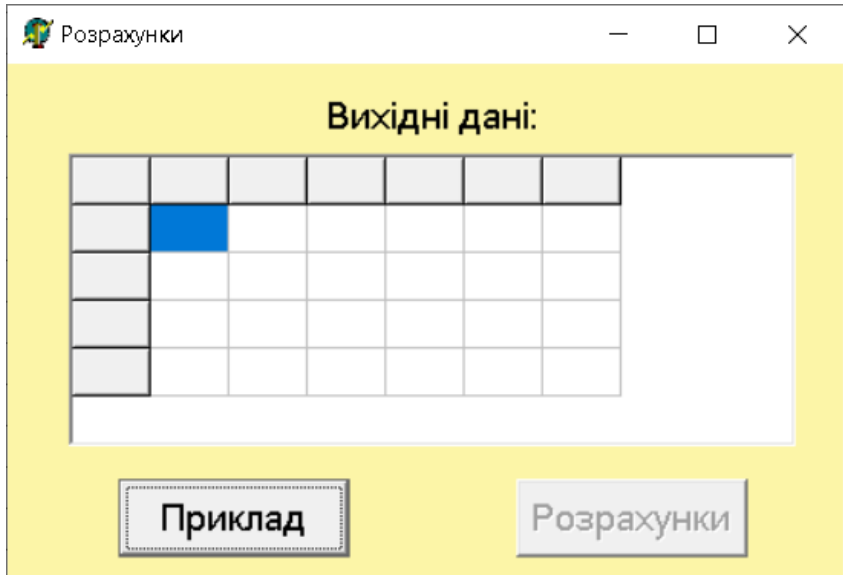 Розрахунки
Вихідні дані:
Приклад
Розрахунки